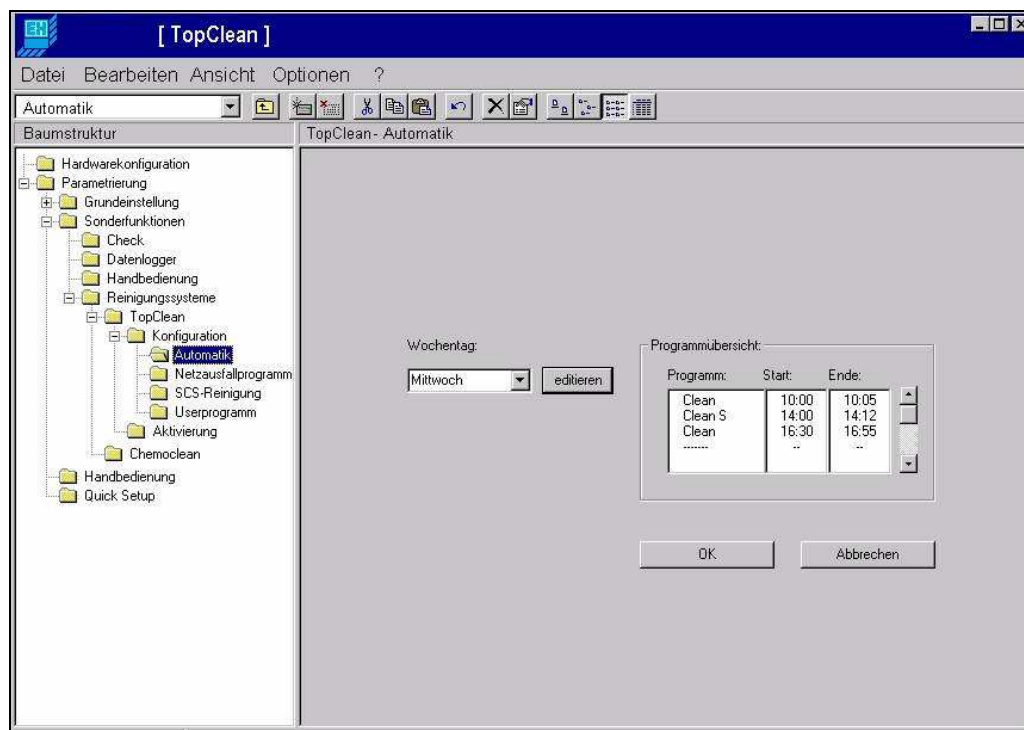 EH
[ TopClean ]
Datei Bearbeiten Ansicht Optionen ?
Automatik
Baumstruktur
TopClean- Automatik
Hardwarekonfiguration
Parametrierung
Grundeinstellung
Sonderfunktionen
Check
Datenlogger
Handbedienung
Reinigungssysteme
TopClean
Konfiguration
Automatik
Netzausfallprogramm
SCS-Reinigung
Userprogramm
Aktivierung
Chemoclean
Handbedienung
Quick Setup
Wochentag:
Mittwoch
editieren
Programmübersicht:
Programm: Start: Ende:
Clean 10:00 10:05
Clean S 14:00 14:12
Clean 16:30 16:55
------- -- --
OK
Abbrechen